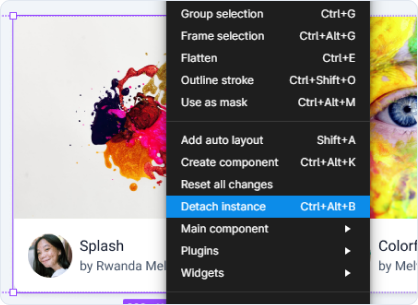 Group selection Ctrl+G
Frame selection Ctrl+Alt+G
Flatten Ctrl+E
Outline stroke Ctrl+Shift+O
Use as mask Ctrl+Alt+M
Add auto layout Shift+A
Create component Ctrl+Alt+K
Reset all changes
Detach instance Ctrl+Alt+B
Main component
Plugins
Widgets
Splash
by Rwanda Mel
Colorf
by Mel